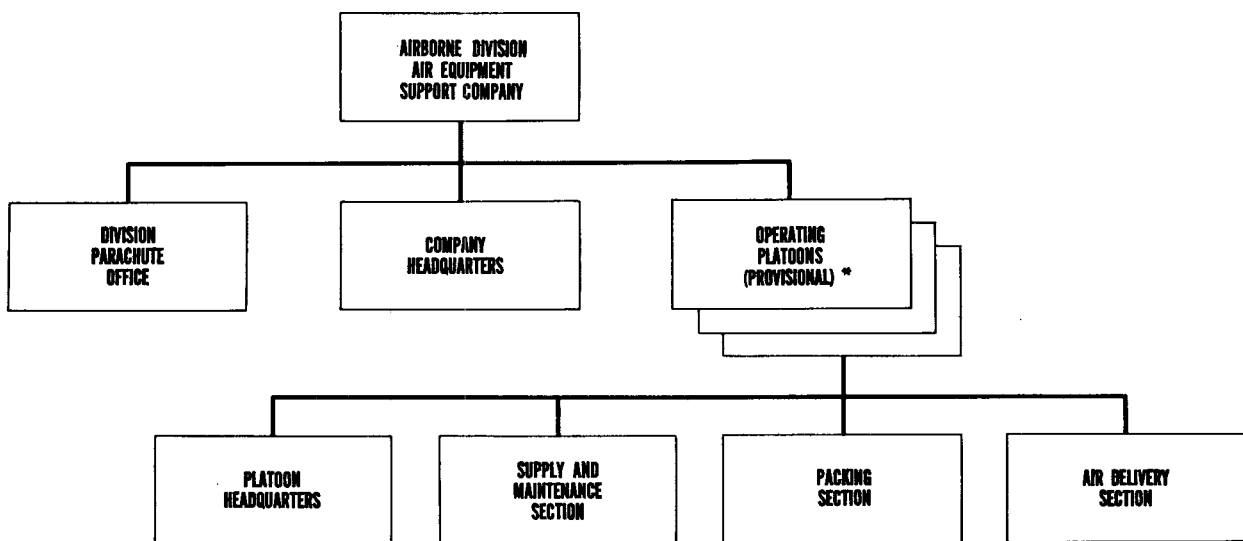 AIRBORNE DIVISION
AIR EQUIPMENT
SUPPORT COMPANY
DIVISION
PARACHUTE
OFFICE
COMPANY
HEADQUARTERS
OPERATING
PLATOONS
(PROVISIONAL) *
PLATOON
HEADQUARTERS
SUPPLY AND
MAINTENANCE
SECTION
PACKING
SECTION
AIR DELIVERY
SECTION